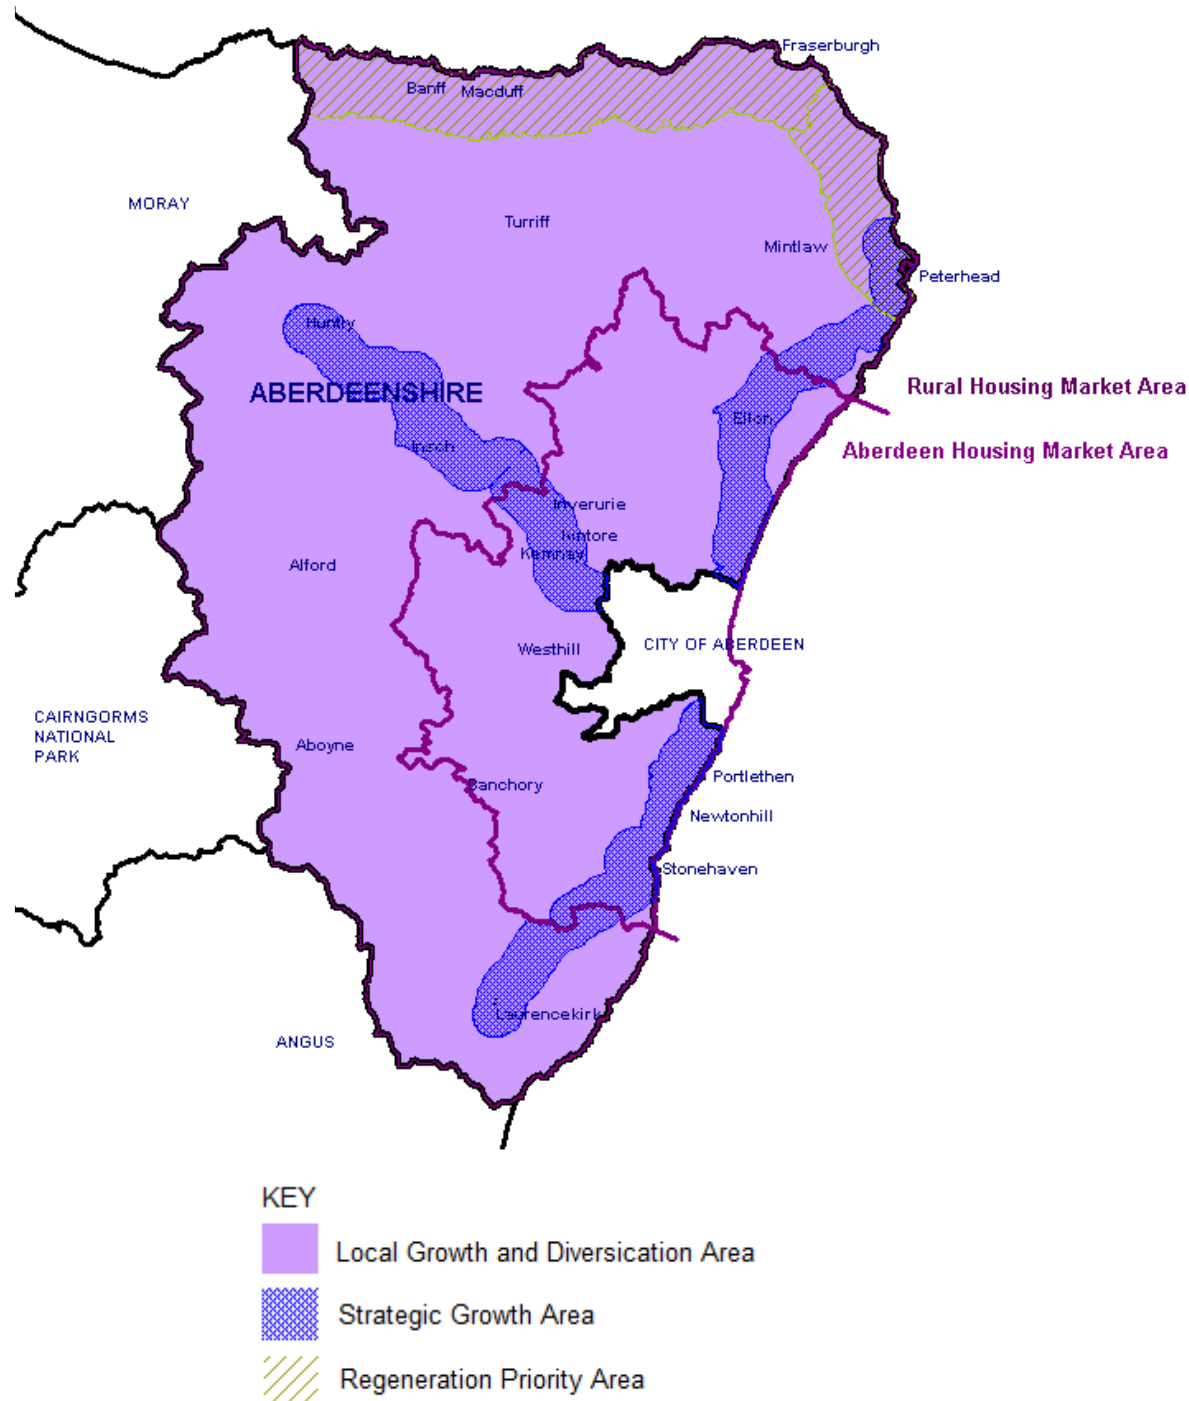 Fraserburgh
Banff
Macduff
MORAY
Turriff
Mintlaw
Peterhead
Huntly
ABERDEENSHIRE
Rural Housing Market Area
Ellon
Insch
Aberdeen Housing Market Area
Inverurie
Kintore
Kemnay
Alford
Westhill
CITY OF ABERDEEN
CAIRNGORMS
NATIONAL
PARK
Aboyne
Banchory
Portlethen
Newtonhill
Stonehaven
Laurencekirk
ANGUS
KEY
Local Growth and Diversication Area
Strategic Growth Area
Regeneration Priority Area